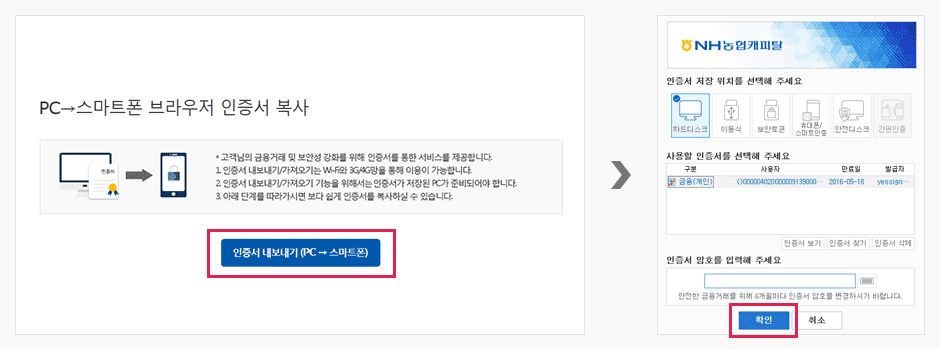 PC→스마트폰 브라우저 인증서 복사
인증서
* 고객님의 금융거래 및 보안성 강화를 위해 인증서를 통한 서비스를 제공합니다.
1. 인증서 내보내기/가져오기는 Wi-Fi와 3G,4G망을 통해 이용이 가능합니다.
2. 인증서 내보내기/가져오기 기능을 위해서는 인증서가 저장된 PC가 준비되어야 합니다.
3. 아래 단계를 따라가시면 보다 쉽게 인증서를 복사하실 수 있습니다.
인증서 내보내기 (PC → 스마트폰)
NH농협캐피탈
인증서 저장 위치를 선택해 주세요
하드디스크 이동식 보안토큰 휴대폰/스마트인증 안전디스크 간편인증
사용할 인증서를 선택해 주세요
구분 사용자 만료일 발급자
금융(개인) ()000004020000009139000··· 2016-05-18 yessign···
인증서 보기 인증서 찾기 인증서 삭제
인증서 암호를 입력해 주세요
안전한 금융거래를 위해 6개월마다 인증서 암호를 변경하시기 바랍니다.
확인 취소